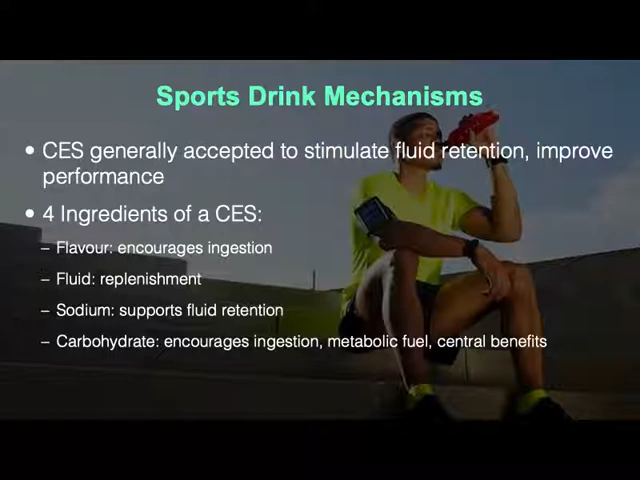 Sports Drink Mechanisms
• CES generally accepted to stimulate fluid retention, improve
performance
• 4 Ingredients of a CES:
– Flavour: encourages ingestion
– Fluid: replenishment
– Sodium: supports fluid retention
– Carbohydrate: encourages ingestion, metabolic fuel, central benefits